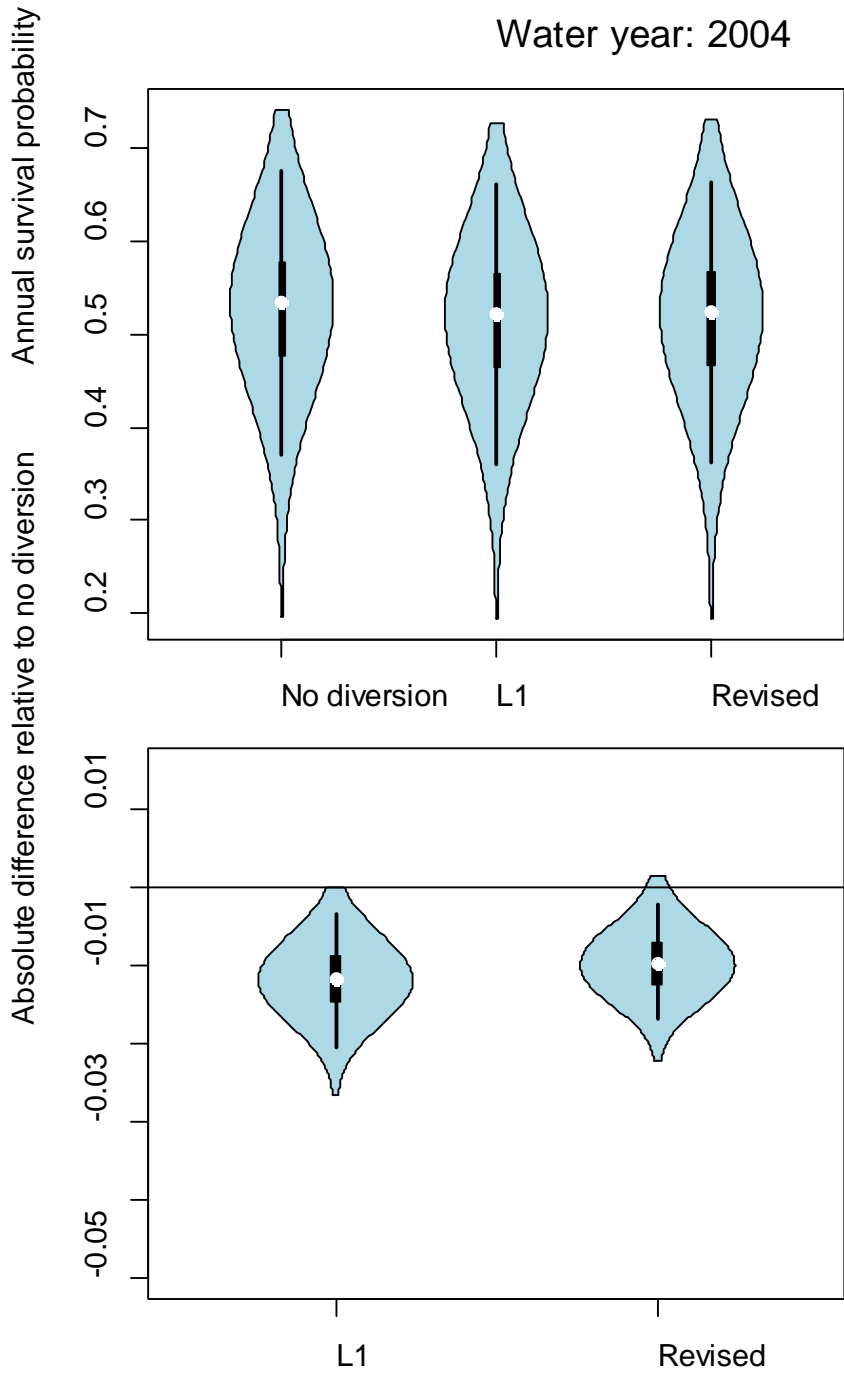 Water year: 2004
Annual survival probability
0.7
0.6
0.5
0.4
0.3
0.2
No diversion L1 Revised
Absolute difference relative to no diversion
0.01
-0.01
-0.03
-0.05
L1 Revised